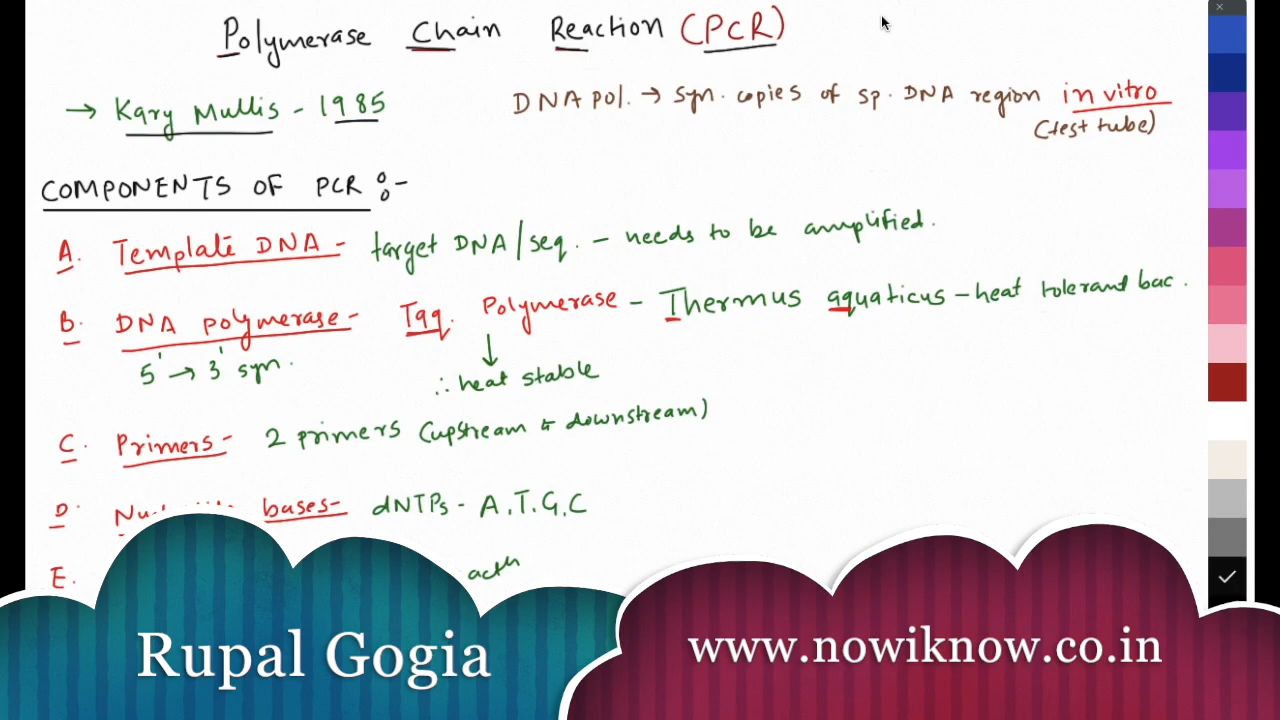 Polymerase Chain Reaction (PCR)
→ Kary Mullis - 1985
DNA pol. → syn. copies of sp. DNA region in vitro
(test tube)
COMPONENTS OF PCR :-
A. Template DNA - target DNA/seq. - needs to be amplified.
B. DNA polymerase - Taq. Polymerase - Thermus aquaticus - heat tolerand bac.
5' → 3' syn.
↓
∴ heat stable
C. Primers - 2 primers (upstream & downstream)
D. bases - dNTPs - A.T.G.C
E. actn
Rupal Gogia
www.nowiknow.co.in